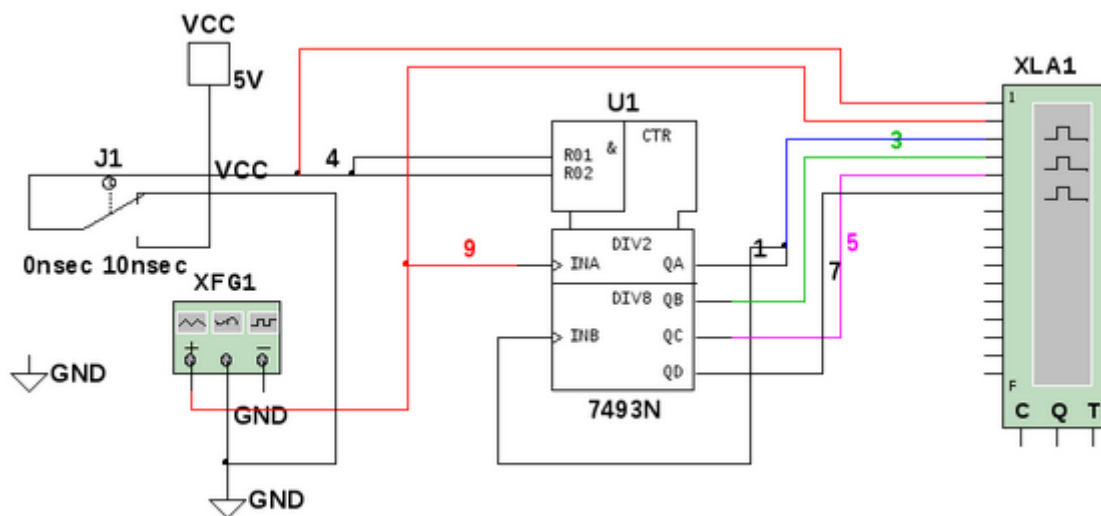 VCC
5V
XLA1
1
U1
&
CTR
3
J1
4
R01
VCC
R02
9
DIV2
1
5
INA
QA
7
0nsec 10nsec
XFG1
DIV8
QB
INB
QC
+
−
GND
QD
F
GND
7493N
C Q T
GND